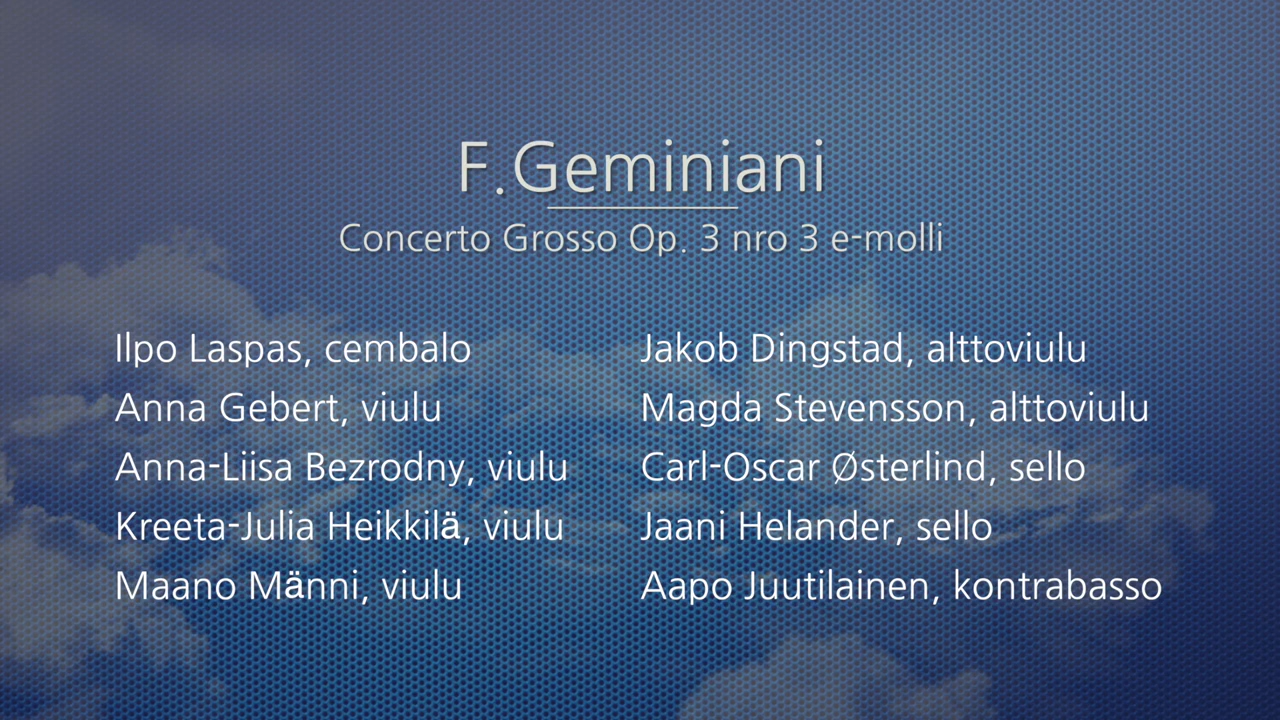 F.Geminiani
Concerto Grosso Op. 3 nro 3 e-molli
Ilpo Laspas, cembalo
Anna Gebert, viulu
Anna-Liisa Bezrodny, viulu
Kreeta-Julia Heikkilä, viulu
Maano Männi, viulu
Jakob Dingstad, alttoviulu
Magda Stevensson, alttoviulu
Carl-Oscar Østerlind, sello
Jaani Helander, sello
Aapo Juutilainen, kontrabasso